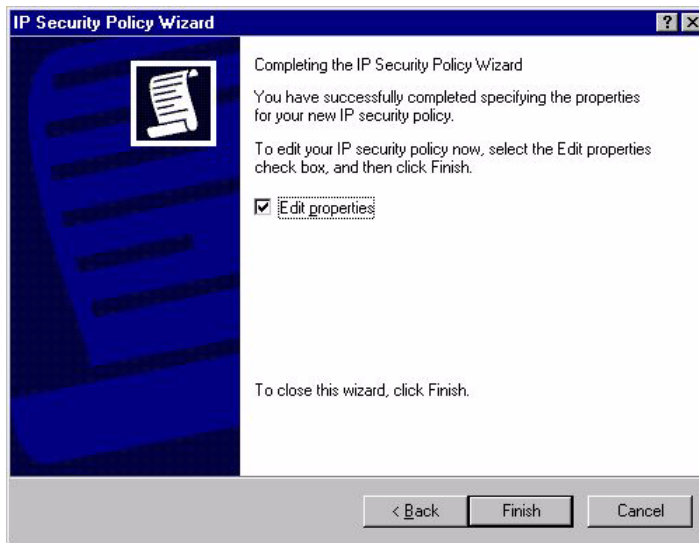 IP Security Policy Wizard
Completing the IP Security Policy Wizard
You have successfully completed specifying the properties
for your new IP security policy.
To edit your IP security policy now, select the Edit properties
check box, and then click Finish.
Edit properties
To close this wizard, click Finish.
< Back Finish Cancel